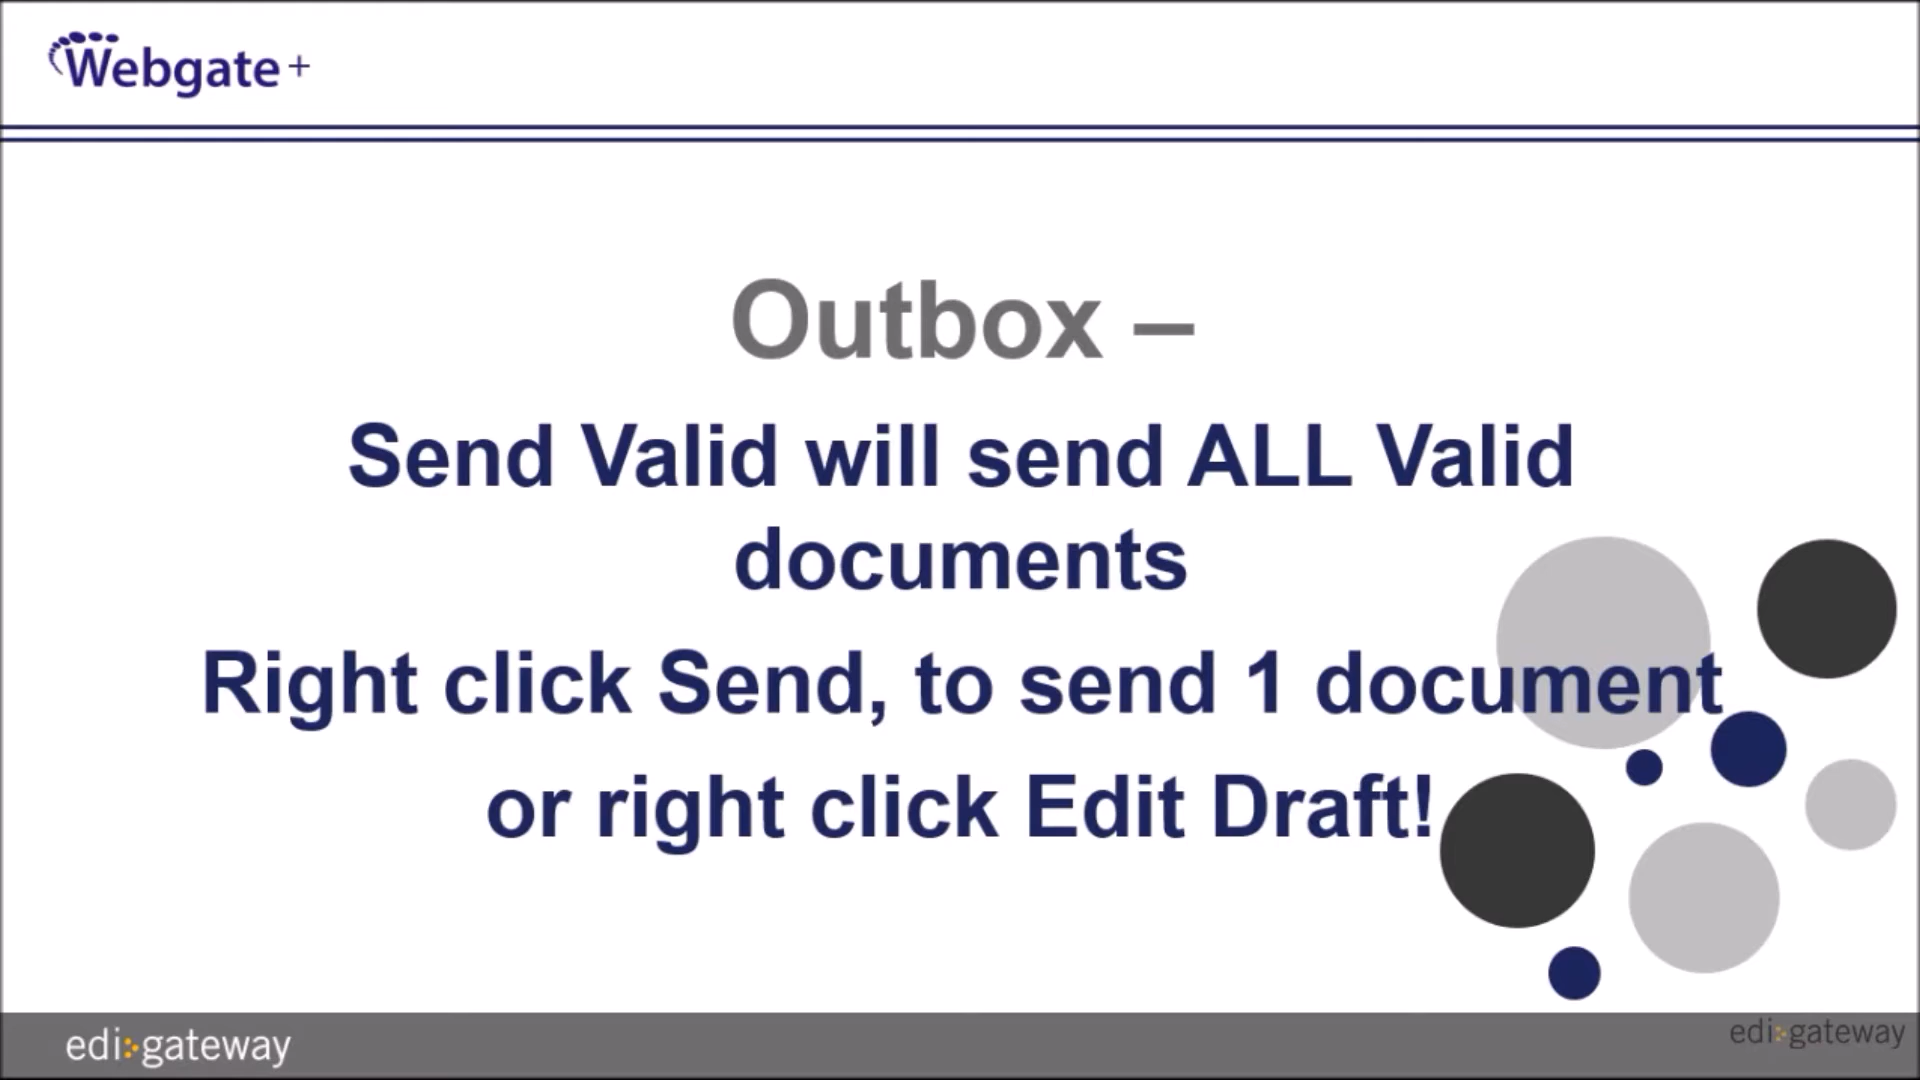 Webgate+
Outbox –
Send Valid will send ALL Valid
documents
Right click Send, to send 1 document
or right click Edit Draft!
edi:gateway
edi:gateway